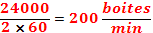 24000 / 2 × 60 = 200 boites / min